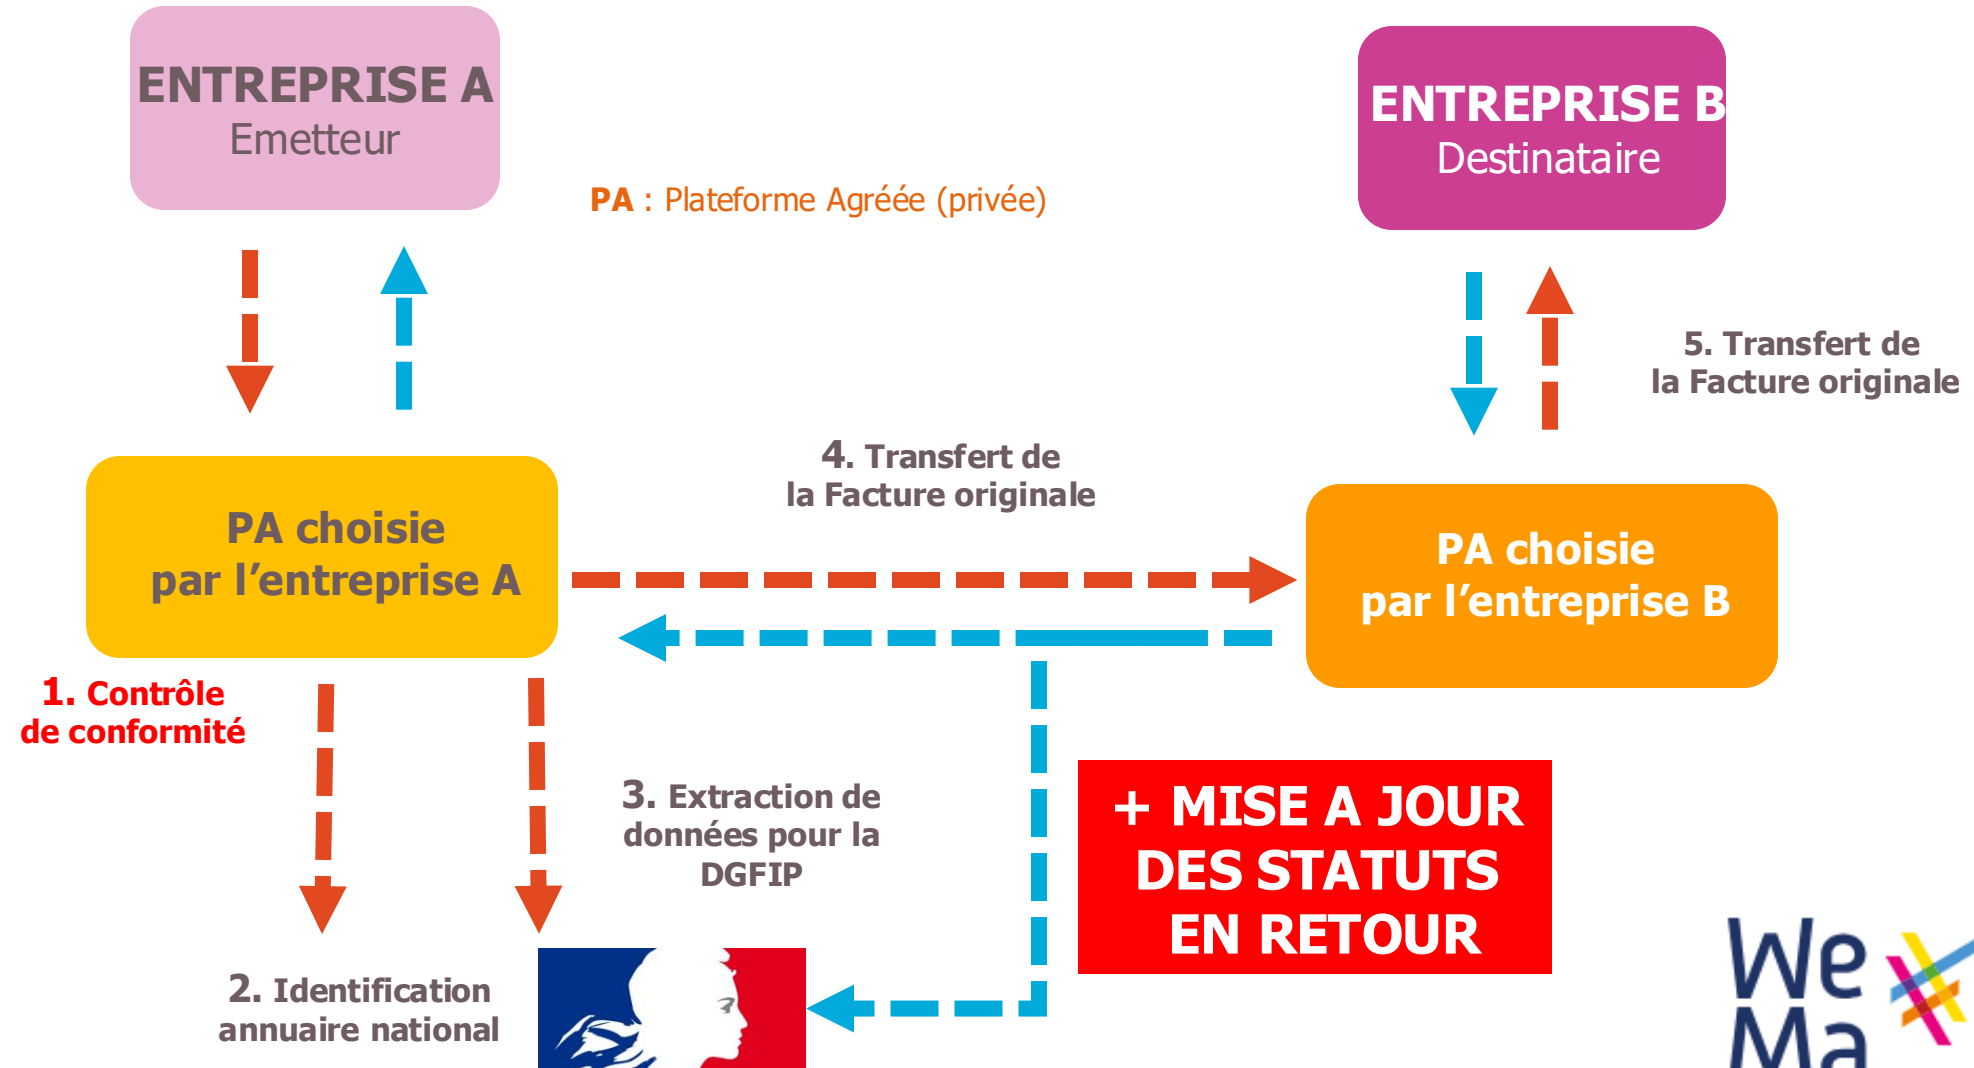 ENTREPRISE A
Emetteur
ENTREPRISE B
Destinataire
PA : Plateforme Agréée (privée)
5. Transfert de
la Facture originale
4. Transfert de
la Facture originale
PA choisie
par l’entreprise A
PA choisie
par l’entreprise B
1. Contrôle
de conformité
3. Extraction de
données pour la
DGFIP
+ MISE A JOUR
DES STATUTS
EN RETOUR
2. Identification
annuaire national
We
Ma